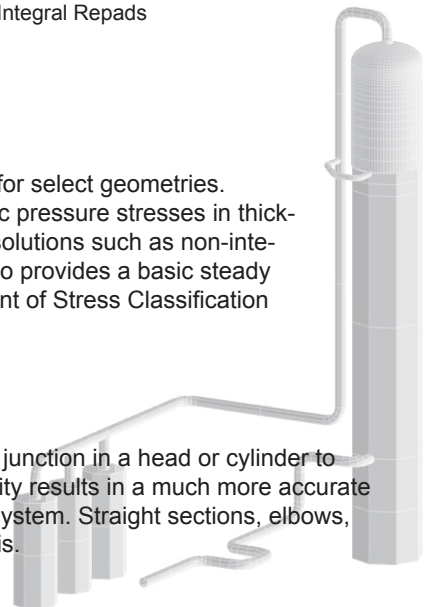 Integral Repads
for select geometries.
c pressure stresses in thick-
solutions such as non-inte-
o provides a basic steady
nt of Stress Classification
junction in a head or cylinder to
ity results in a much more accurate
ystem. Straight sections, elbows,
is.